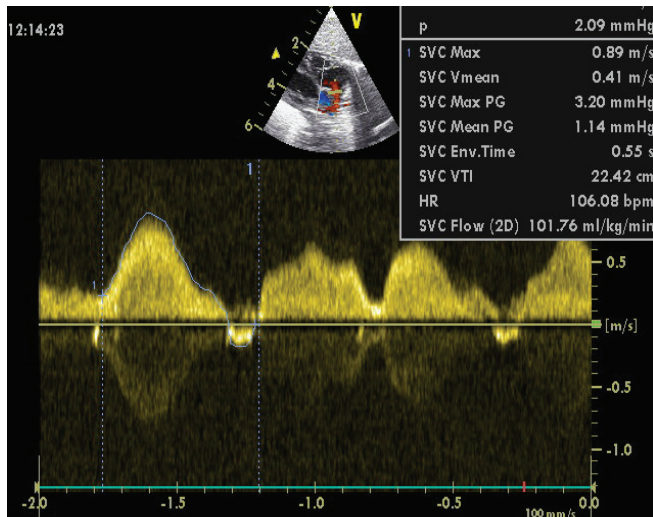 12:14:23
V
2
4
6
p 2.09 mmHg
1 SVC Max 0.89 m/s
SVC Vmean 0.41 m/s
SVC Max PG 3.20 mmHg
SVC Mean PG 1.14 mmHg
SVC Env.Time 0.55 s
SVC VTI 22.42 cm
HR 106.08 bpm
SVC Flow (2D) 101.76 ml/kg/min
1
1
0.5
[m/s]
-0.5
-1.0
-2.0 -1.5 -1.0 -0.5 0.0
100 mm/s